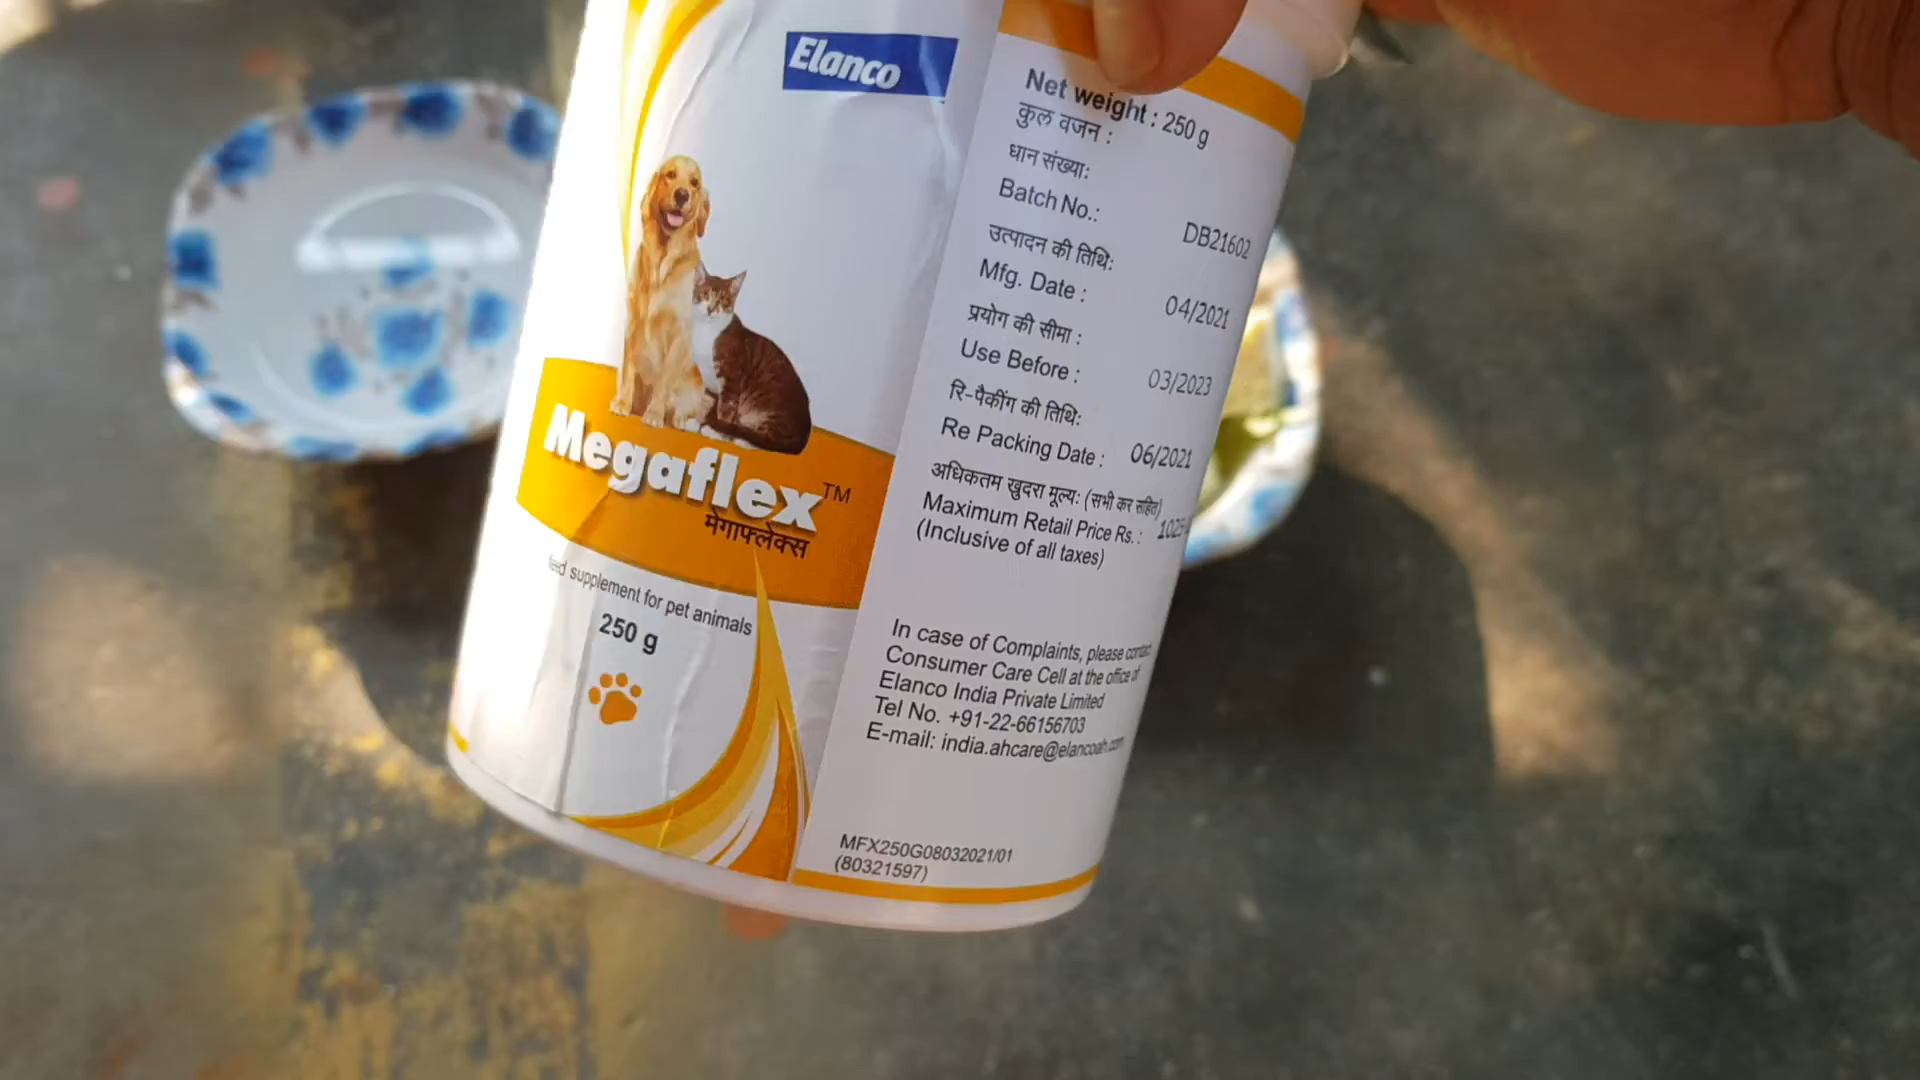 Elanco
Megaflex™
मेगाफ्लेक्स
feed supplement for pet animals
250 g
Net weight : 250 g
कुल वजन :
धान संख्याः
Batch No.: DB21602
उत्पादन की तिथिः
Mfg. Date : 04/2021
प्रयोग की सीमा :
Use Before : 03/2023
रि-पैकींग की तिथिः
Re Packing Date : 06/2021
अधिकतम खुदरा मूल्यः (सभी कर सहित)
Maximum Retail Price Rs. :
(Inclusive of all taxes)
In case of Complaints, please contact
Consumer Care Cell at the office of
Elanco India Private Limited
Tel No. +91-22-66156703
E-mail: india.ahcare@elancoah.com
MFX250G08032021/01
(80321597)